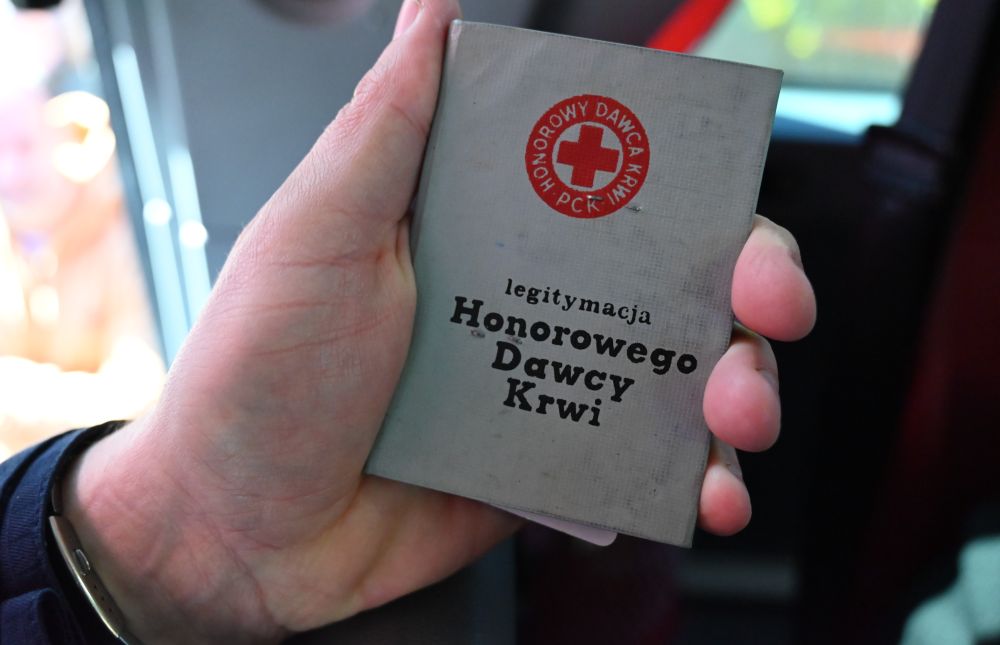 HONOROWY DAWCA KRWI
PCK
legitymacja
Honorowego
Dawcy
Krwi